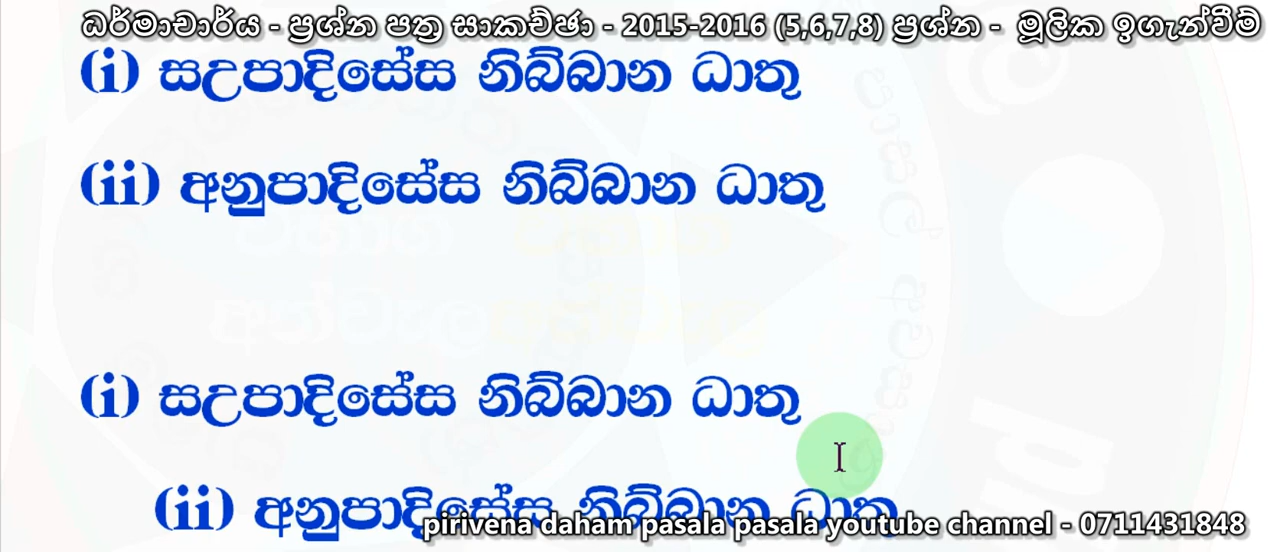 ධර්මාචාර්ය - ප්‍රශ්න පත්‍ර සාකච්ඡා - 2015-2016 (5,6,7,8) ප්‍රශ්න - මූලික ඉගැන්වීම්
(i) සඋපාදිසේස නිබ්බාන ධාතු
(ii) අනුපාදිසේස නිබ්බාන ධාතු
(i) සඋපාදිසේස නිබ්බාන ධාතු
(ii) අනුපාදිසේස නිබ්බාන ධාතු
pirivena daham pasala pasala youtube channel - 0711431848